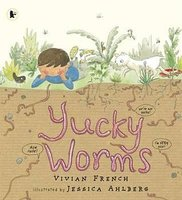 Yucky
Worms
VIVIAN FRENCH
illustrated by JESSICA AHLBERG